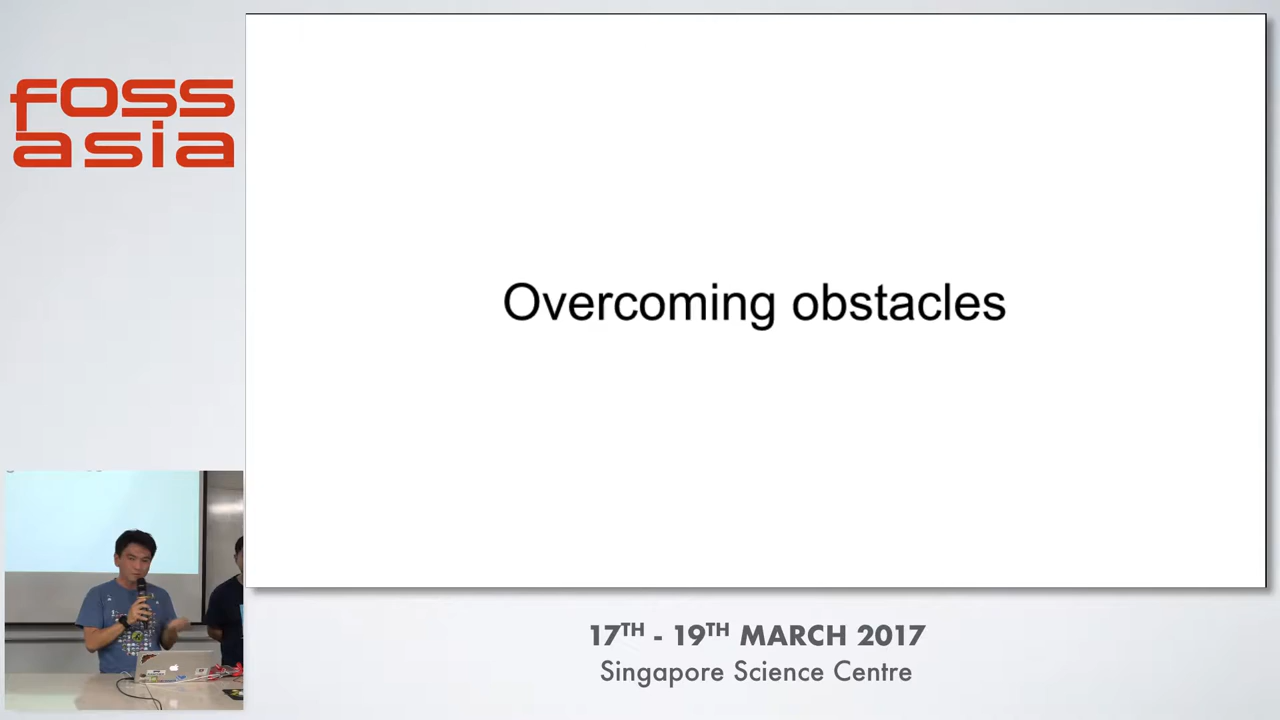 foss
asia
Overcoming obstacles
17TH - 19TH MARCH 2017
Singapore Science Centre